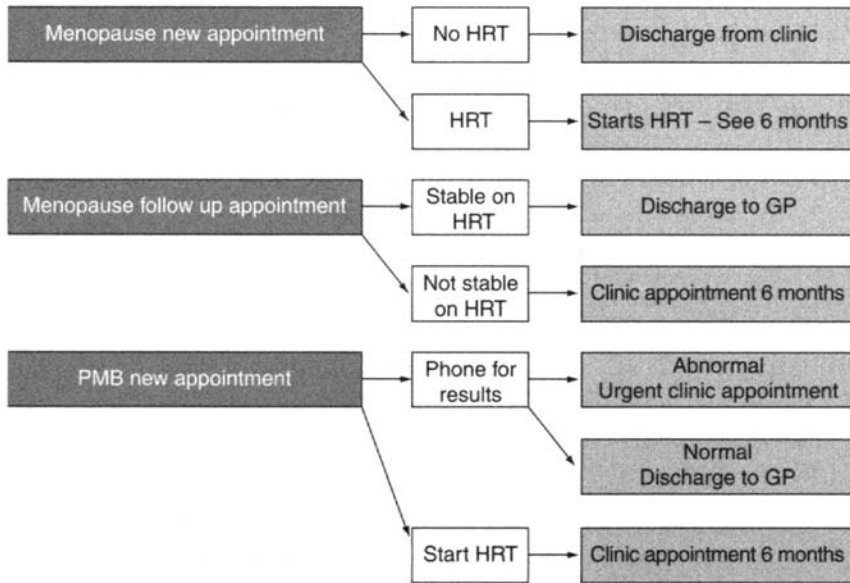 Menopause new appointment
No HRT
Discharge from clinic
HRT
Starts HRT – See 6 months
Menopause follow up appointment
Stable on
HRT
Discharge to GP
Not stable
on HRT
Clinic appointment 6 months
PMB new appointment
Phone for
results
Abnormal
Urgent clinic appointment
Normal
Discharge to GP
Start HRT
Clinic appointment 6 months